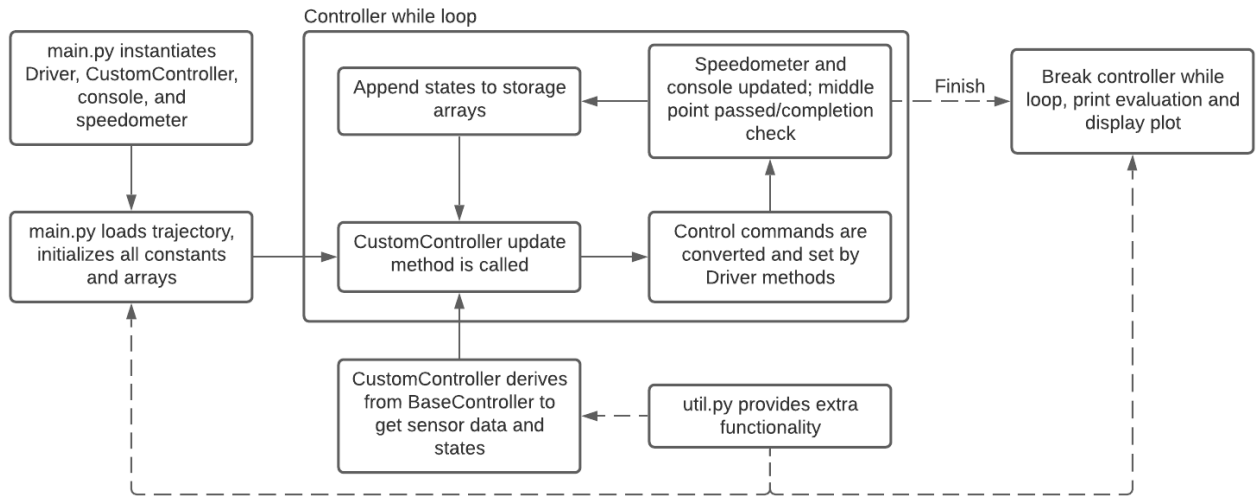 Controller while loop
main.py instantiates
Driver, CustomController,
console, and
speedometer
Append states to storage
arrays
Speedometer and
console updated; middle
point passed/completion
check
Finish
Break controller while
loop, print evaluation and
display plot
main.py loads trajectory,
initializes all constants
and arrays
CustomController update
method is called
Control commands are
converted and set by
Driver methods
CustomController derives
from BaseController to
get sensor data and
states
util.py provides extra
functionality